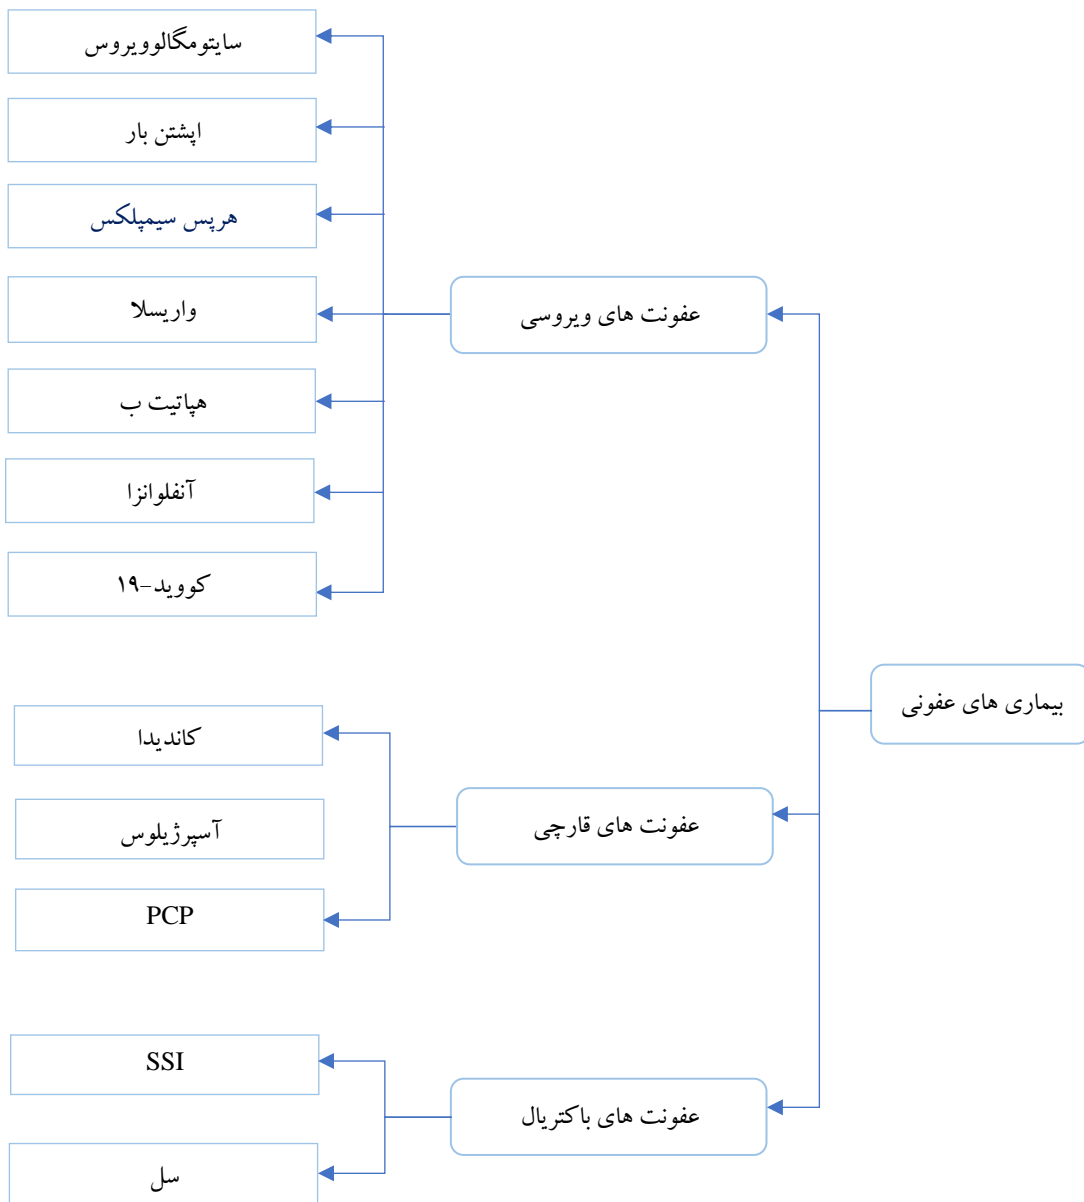 بیماری های عفونی
عفونت های ویروسی
سایتومگالوویروس
اپشتن بار
هرپس سیمپلکس
واریسلا
هپاتیت ب
آنفلوانزا
کووید-۱۹
عفونت های قارچی
کاندیدا
آسپرژیلوس
PCP
عفونت های باکتریال
SSI
سل